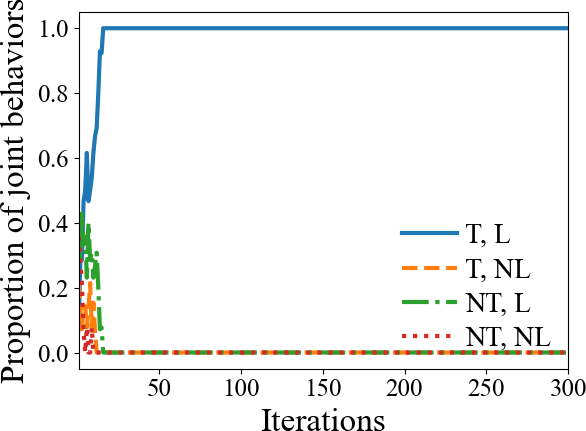 Proportion of joint behaviors
1.0
0.8
0.6
0.4
0.2
0.0
T, L
T, NL
NT, L
NT, NL
50 100 150 200 250 300
Iterations